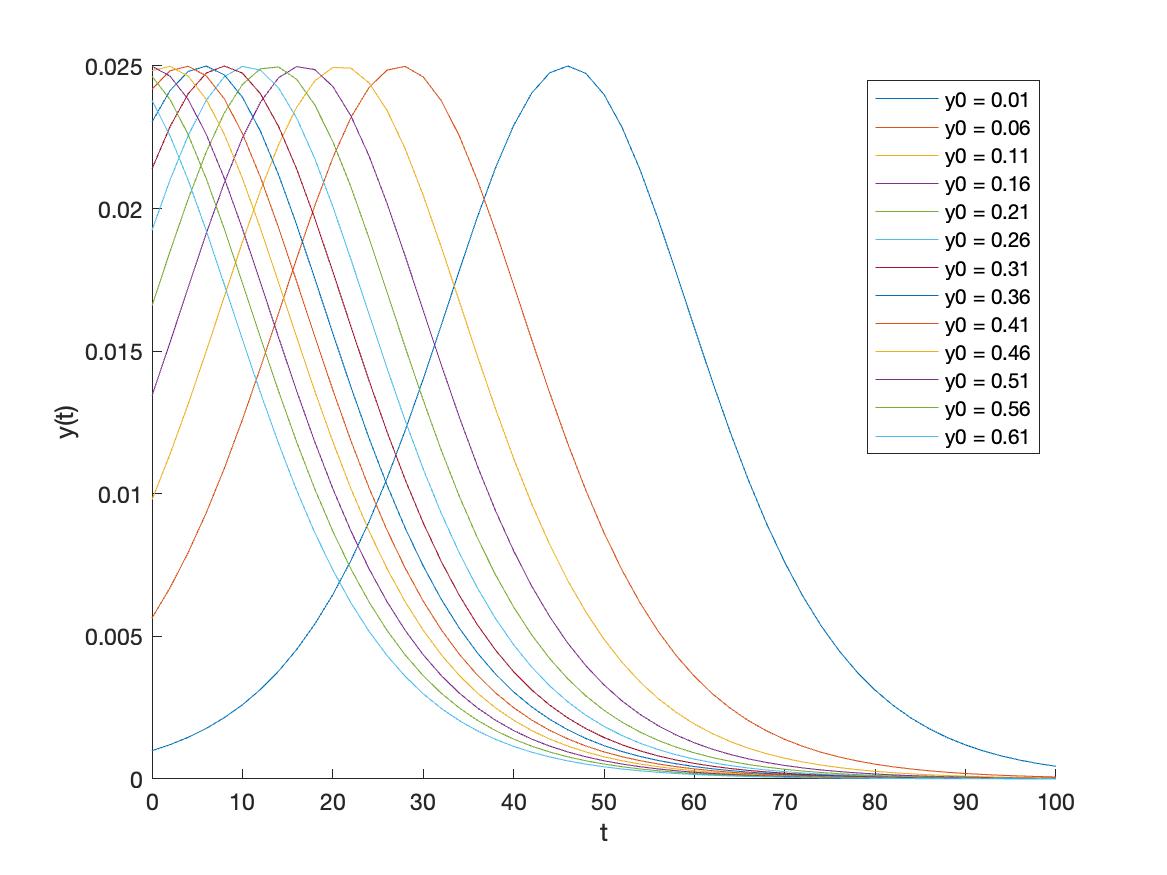 0.025
0.02
0.015
0.01
0.005
0
y(t)
0 10 20 30 40 50 60 70 80 90 100
t
y0 = 0.01
y0 = 0.06
y0 = 0.11
y0 = 0.16
y0 = 0.21
y0 = 0.26
y0 = 0.31
y0 = 0.36
y0 = 0.41
y0 = 0.46
y0 = 0.51
y0 = 0.56
y0 = 0.61